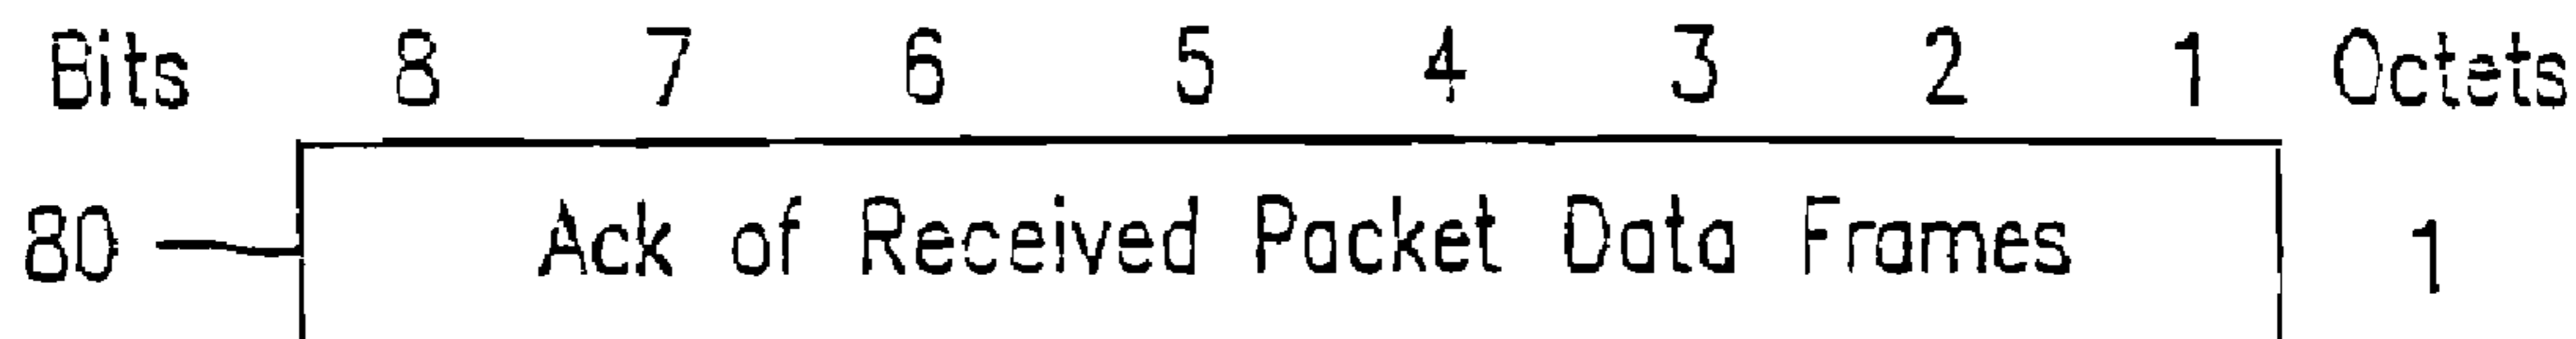 Bits 8 7 6 5 4 3 2 1 Octets
80 Ack of Received Packet Data Frames 1